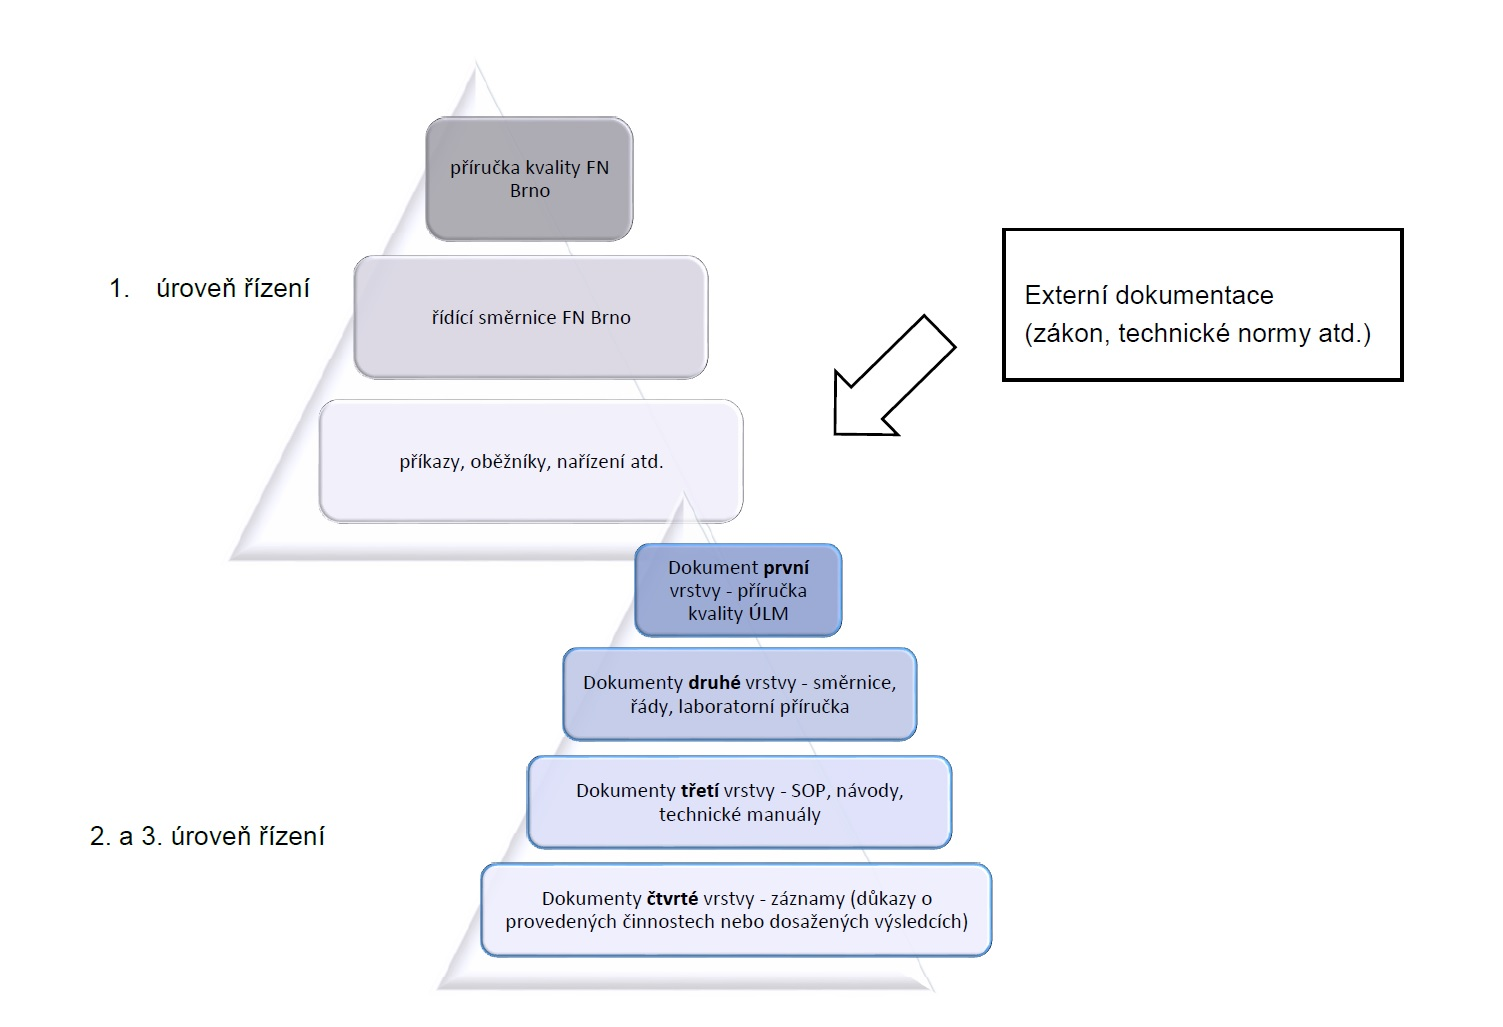 příručka kvality FN
Brno
1. úroveň řízení
řídící směrnice FN Brno
Externí dokumentace
(zákon, technické normy atd.)
příkazy, oběžníky, nařízení atd.
Dokument první
vrstvy - příručka
kvality ÚLM
Dokumenty druhé vrstvy - směrnice,
řády, laboratorní příručka
Dokumenty třetí vrstvy - SOP, návody,
technické manuály
2. a 3. úroveň řízení
Dokumenty čtvrté vrstvy - záznamy (důkazy o
provedených činnostech nebo dosažených výsledcích)